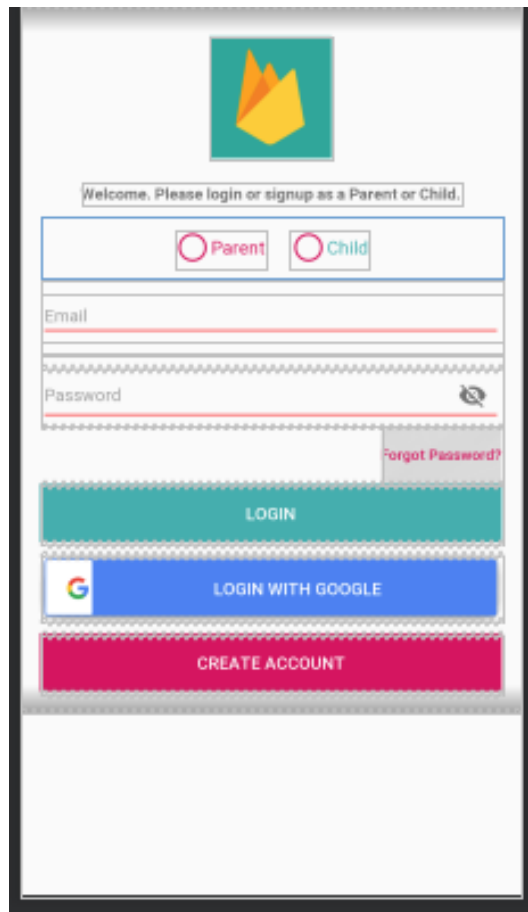 Welcome. Please login or signup as a Parent or Child.
Parent Child
Email
Password
Forgot Password?
LOGIN
G LOGIN WITH GOOGLE
CREATE ACCOUNT